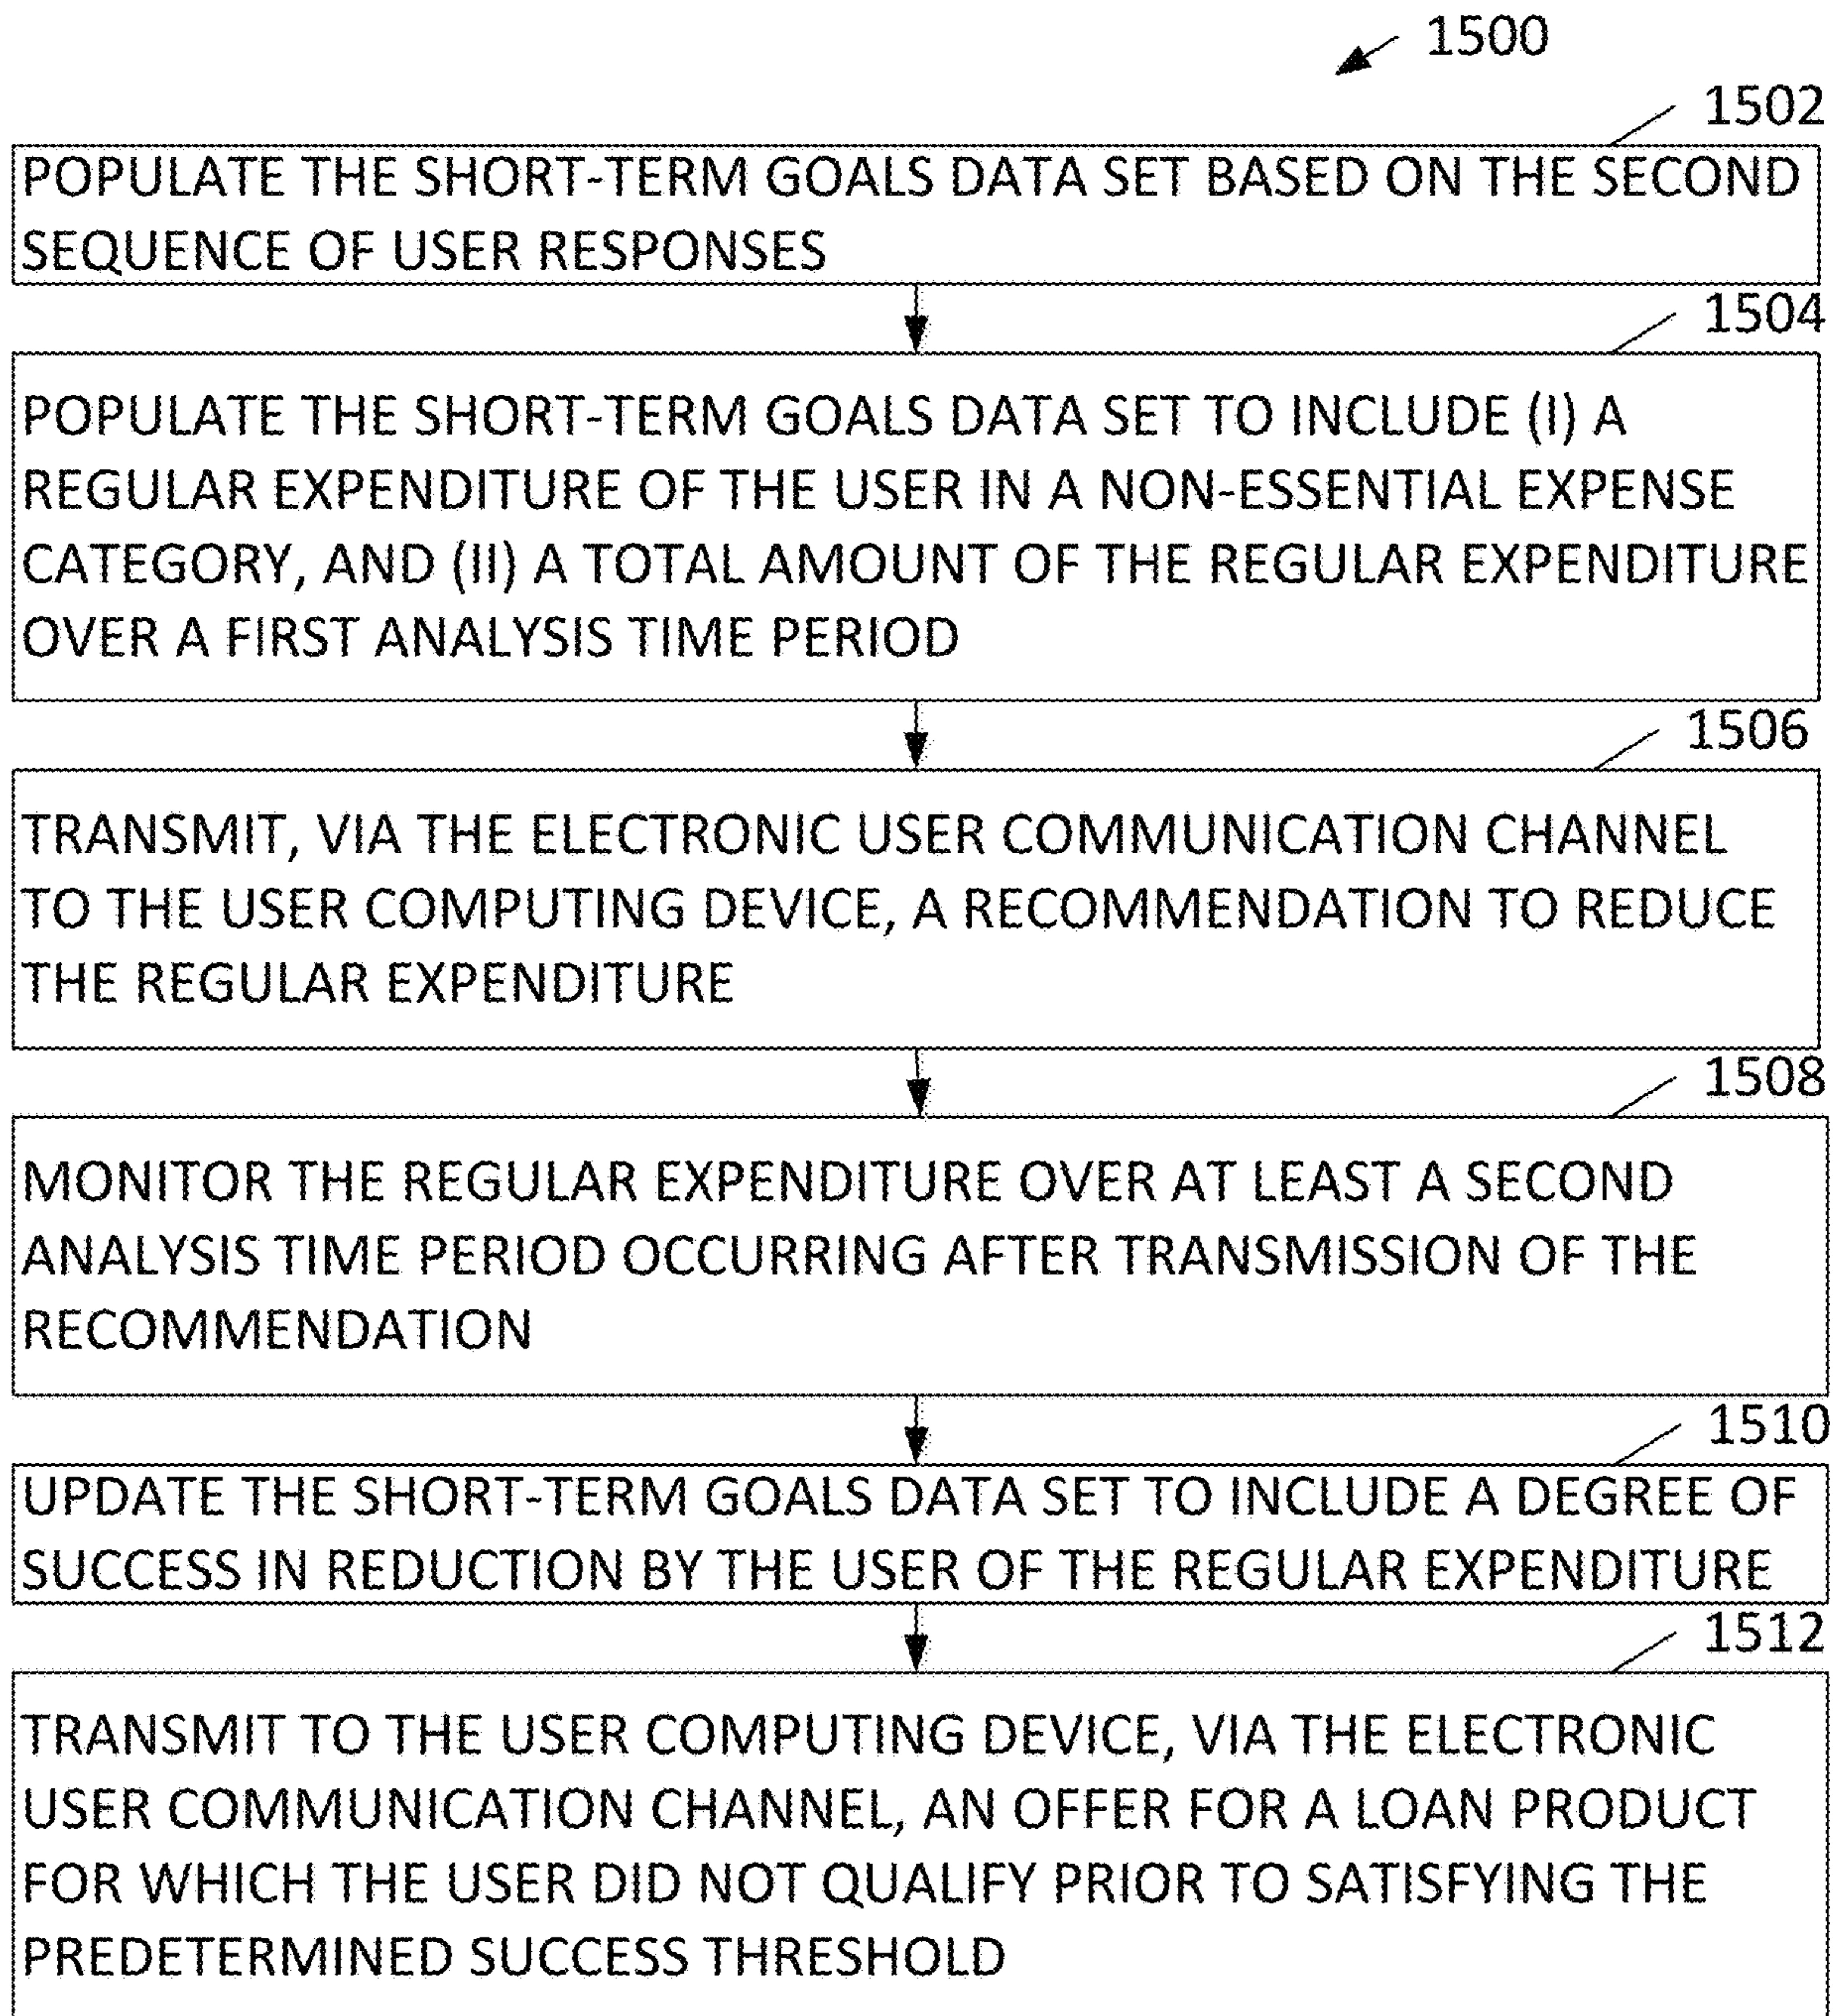 1500
1502
POPULATE THE SHORT-TERM GOALS DATA SET BASED ON THE SECOND
SEQUENCE OF USER RESPONSES
1504
POPULATE THE SHORT-TERM GOALS DATA SET TO INCLUDE (I) A
REGULAR EXPENDITURE OF THE USER IN A NON-ESSENTIAL EXPENSE
CATEGORY, AND (II) A TOTAL AMOUNT OF THE REGULAR EXPENDITURE
OVER A FIRST ANALYSIS TIME PERIOD
1506
TRANSMIT, VIA THE ELECTRONIC USER COMMUNICATION CHANNEL
TO THE USER COMPUTING DEVICE, A RECOMMENDATION TO REDUCE
THE REGULAR EXPENDITURE
1508
MONITOR THE REGULAR EXPENDITURE OVER AT LEAST A SECOND
ANALYSIS TIME PERIOD OCCURRING AFTER TRANSMISSION OF THE
RECOMMENDATION
1510
UPDATE THE SHORT-TERM GOALS DATA SET TO INCLUDE A DEGREE OF
SUCCESS IN REDUCTION BY THE USER OF THE REGULAR EXPENDITURE
1512
TRANSMIT TO THE USER COMPUTING DEVICE, VIA THE ELECTRONIC
USER COMMUNICATION CHANNEL, AN OFFER FOR A LOAN PRODUCT
FOR WHICH THE USER DID NOT QUALIFY PRIOR TO SATISFYING THE
PREDETERMINED SUCCESS THRESHOLD